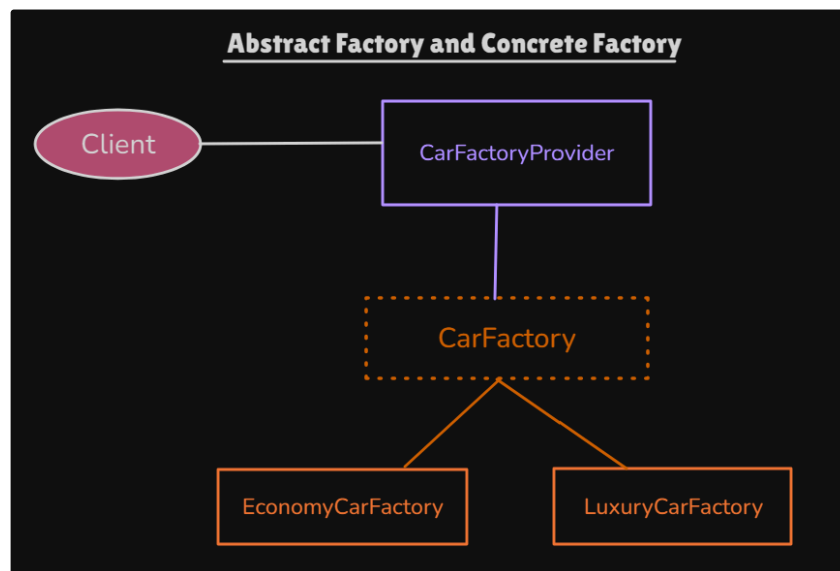 Abstract Factory and Concrete Factory
Client
CarFactoryProvider
CarFactory
EconomyCarFactory
LuxuryCarFactory